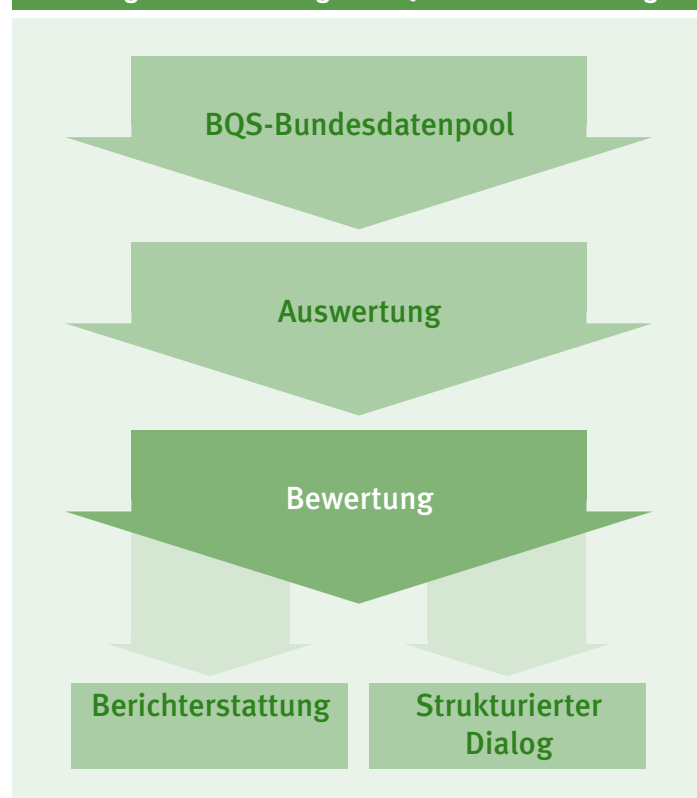 BQS-Bundesdatenpool
Auswertung
Bewertung
Berichterstattung
Strukturierter
Dialog